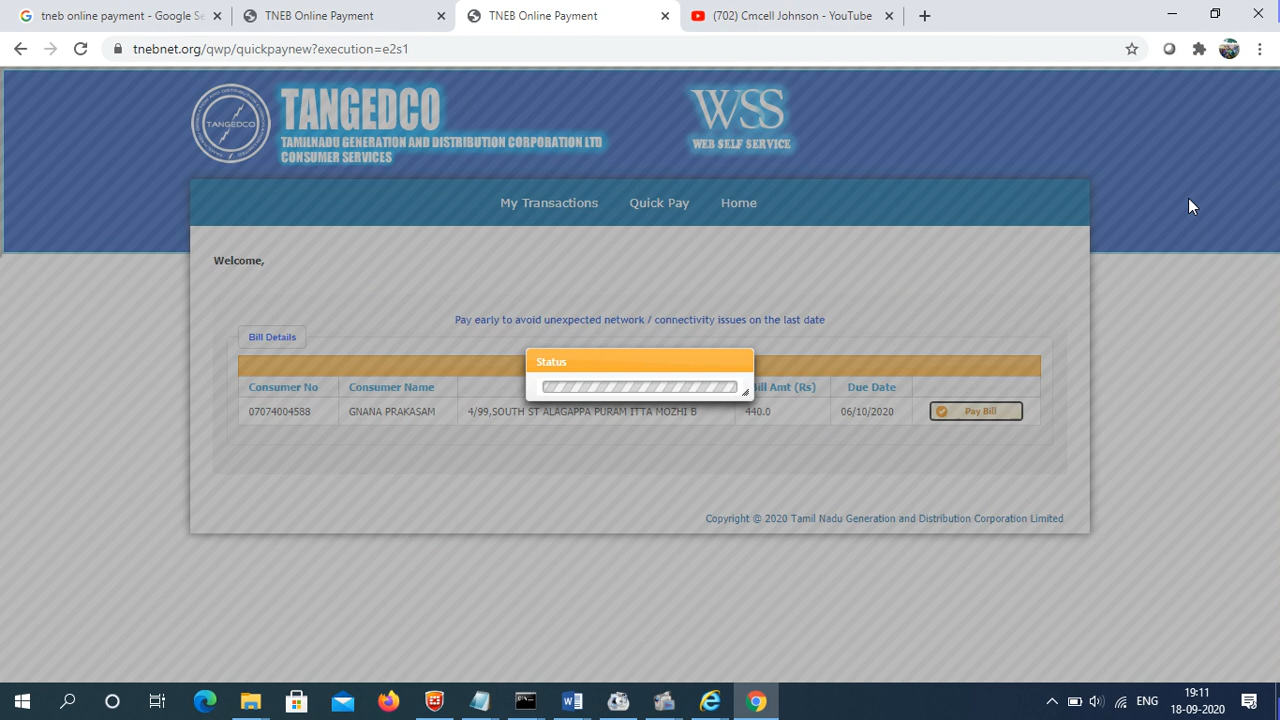 tneb online payment - Google Se
TNEB Online Payment
TNEB Online Payment
(702) Cmcell Johnson - YouTube
tnebnet.org/qwp/quickpaynew?execution=e2s1
TANGEDCO
TANGEDCO
TAMILNADU GENERATION AND DISTRIBUTION CORPORATION LTD
CONSUMER SERVICES
WSS
WEB SELF SERVICE
My Transactions
Quick Pay
Home
Welcome,
Pay early to avoid unexpected network / connectivity issues on the last date
Bill Details
Status
Consumer No Consumer Name Bill Amt (Rs) Due Date
07074004588 GNANA PRAKASAM 4/99,SOUTH ST ALAGAPPA PURAM ITTA MOZHI B 440.0 06/10/2020 Pay Bill
Copyright @ 2020 Tamil Nadu Generation and Distribution Corporation Limited
ENG
19:11
18-09-2020